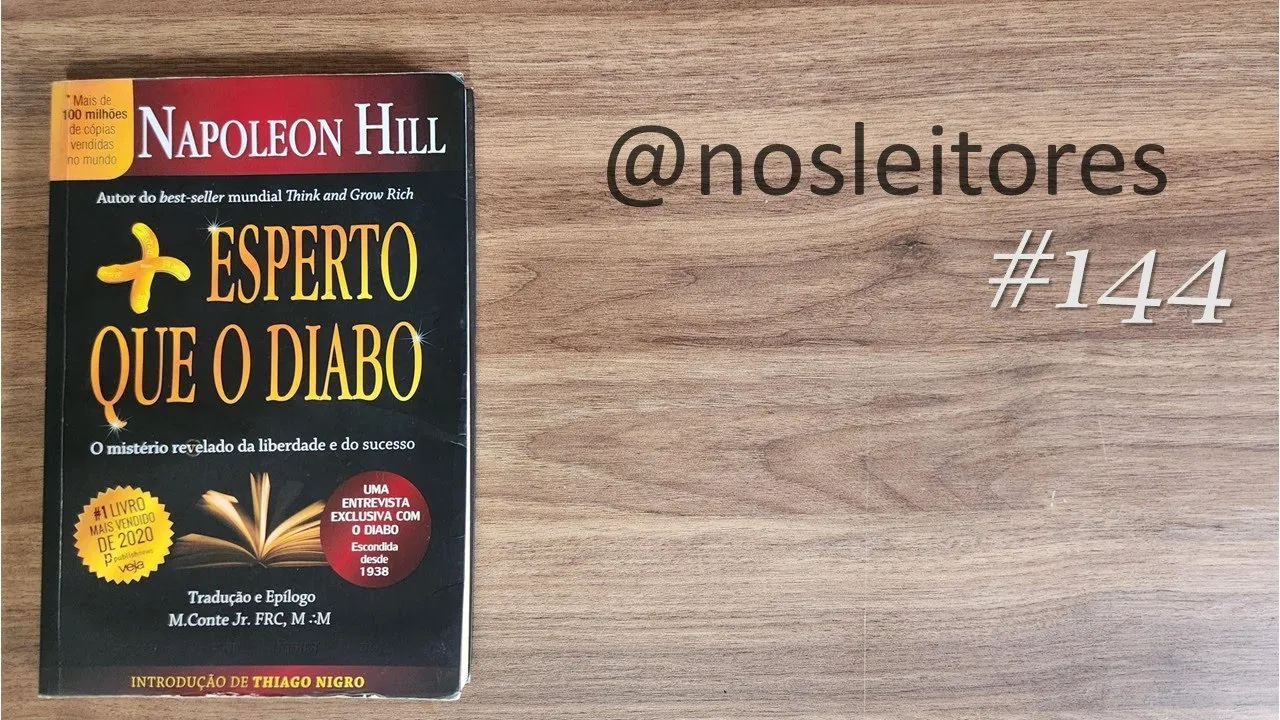 * Mais de
100 milhões
de cópias
vendidas
no mundo
NAPOLEON HILL
Autor do best-seller mundial Think and Grow Rich
+ ESPERTO
QUE O DIABO
O mistério revelado da liberdade e do sucesso
#1 LIVRO
MAIS VENDIDO
DE 2020
publishnews
veja
UMA
ENTREVISTA
EXCLUSIVA COM
O DIABO
Escondida
desde
1938
Tradução e Epílogo
M.Conte Jr. FRC, M∴M
INTRODUÇÃO DE THIAGO NIGRO
@nosleitores
#144